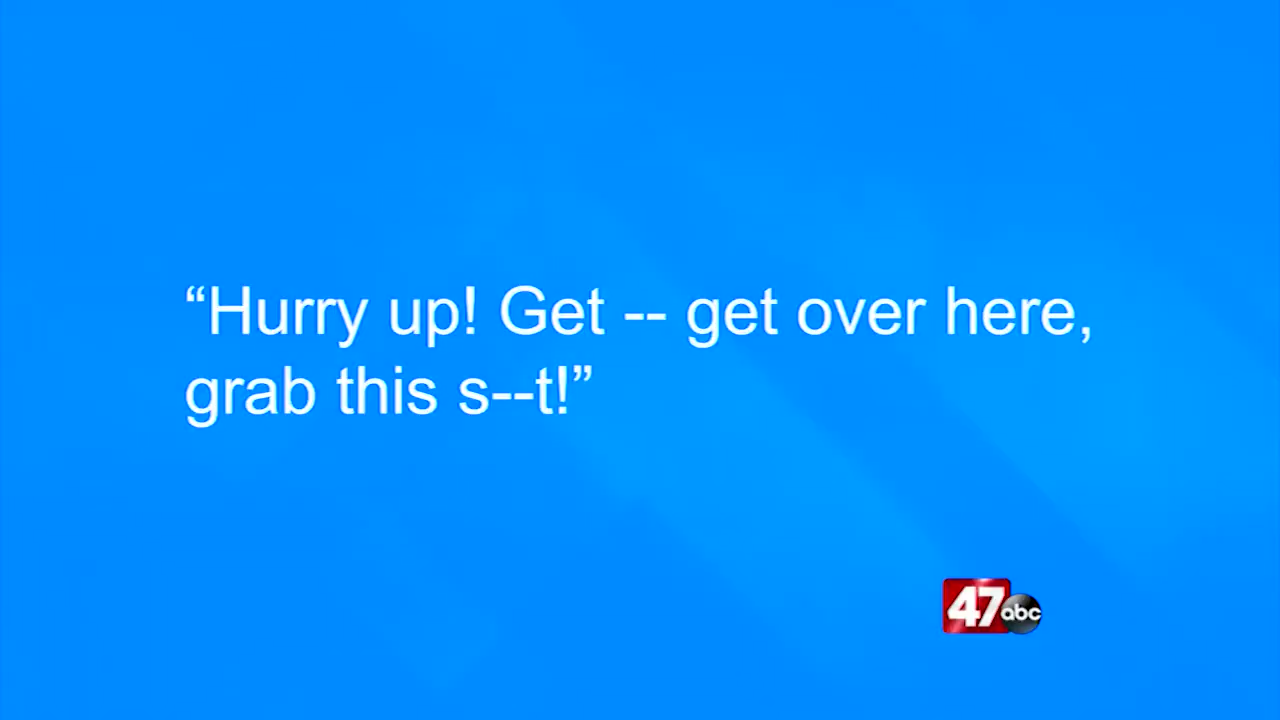 “Hurry up! Get -- get over here,
grab this s--t!”
47abc